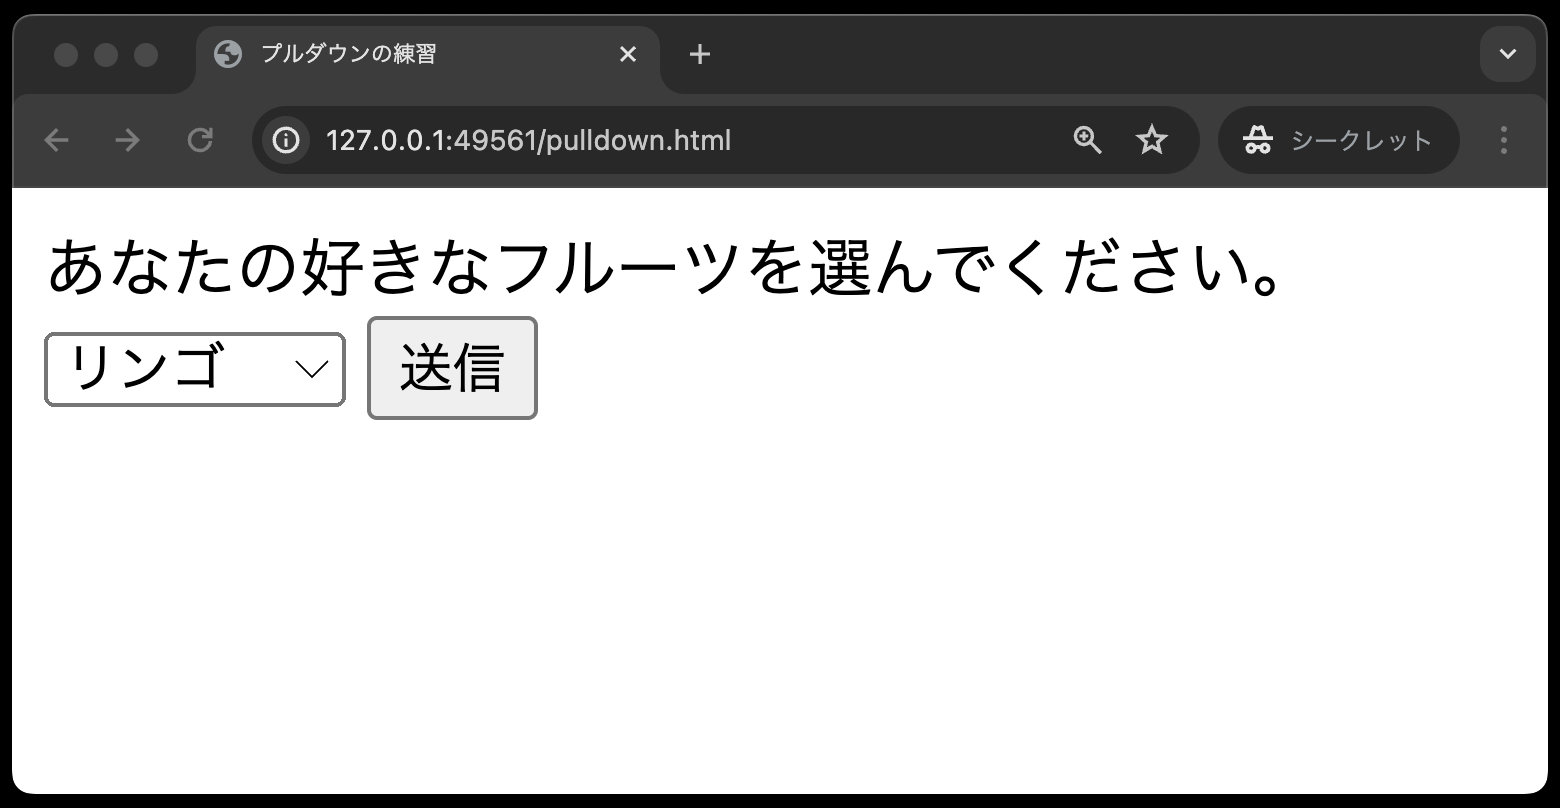 プルダウンの練習
127.0.0.1:49561/pulldown.html
シークレット
あなたの好きなフルーツを選んでください。
リンゴ 送信